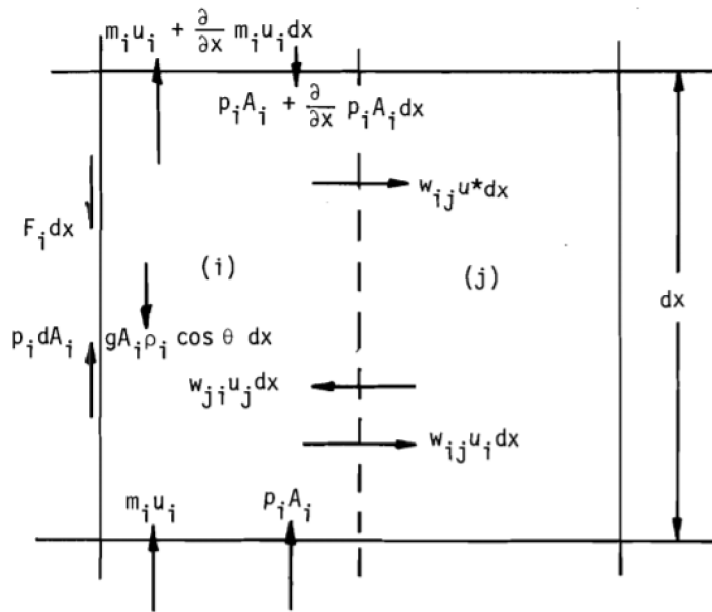 m_i u_i + ∂/∂x m_i u_i dx
p_i A_i + ∂/∂x p_i A_i dx
w_ij u* dx
F_i dx
(i) (j)
dx
p_i dA_i gA_i ρ_i cos θ dx
w_ji u_j dx
w_ij u_i dx
m_i u_i p_i A_i